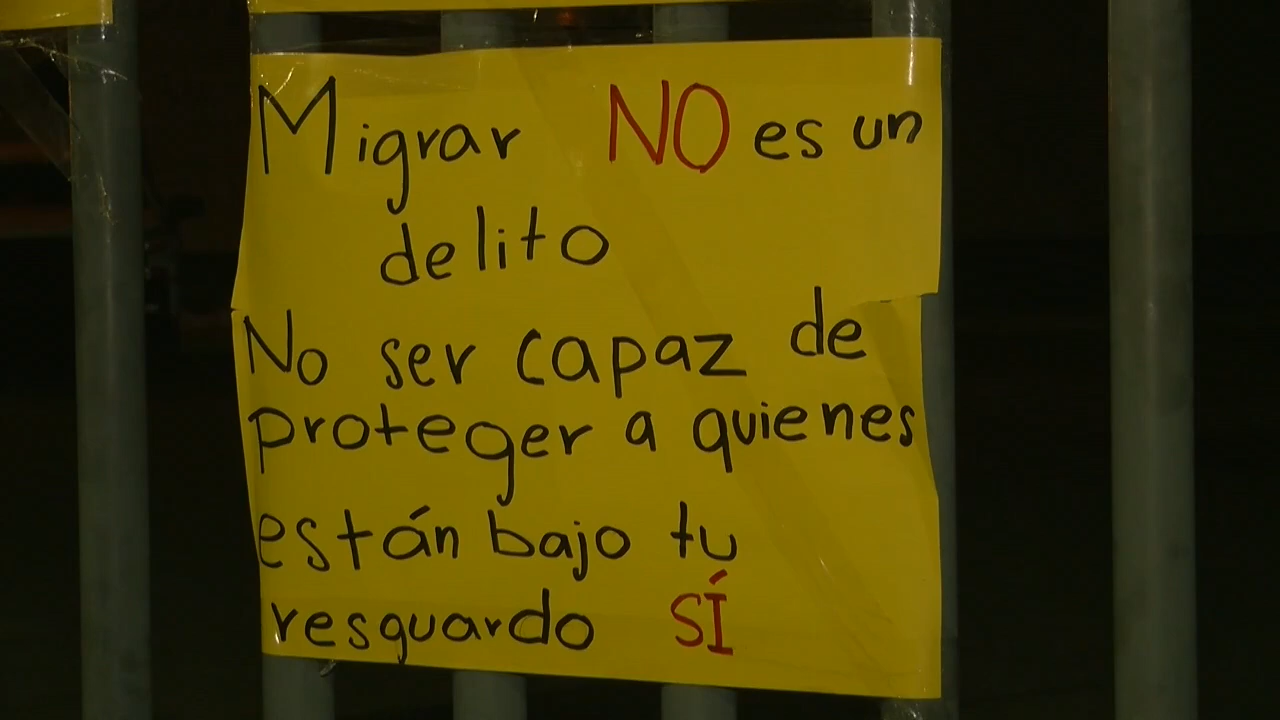 Migrar NO es un
delito
No ser capaz de
proteger a quienes
están bajo tu
resguardo SÍ